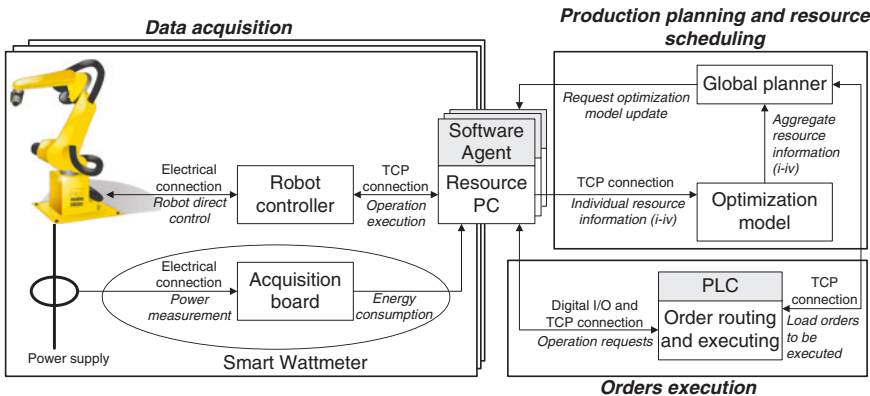 Data acquisition
Production planning and resource
scheduling
Global planner
Request optimization
model update
Aggregate
resource
information
(i-iv)
Software
Agent
Resource
PC
Electrical
connection
Robot direct
control
Robot
controller
TCP
connection
Operation
execution
TCP connection
Individual resource
information (i-iv)
Optimization
model
Electrical
connection
Power
measurement
Acquisition
board
Energy
consumption
Power supply
Smart Wattmeter
Digital I/O and
TCP connection
Operation requests
PLC
Order routing
and executing
TCP
connection
Load orders
to be
executed
Orders execution